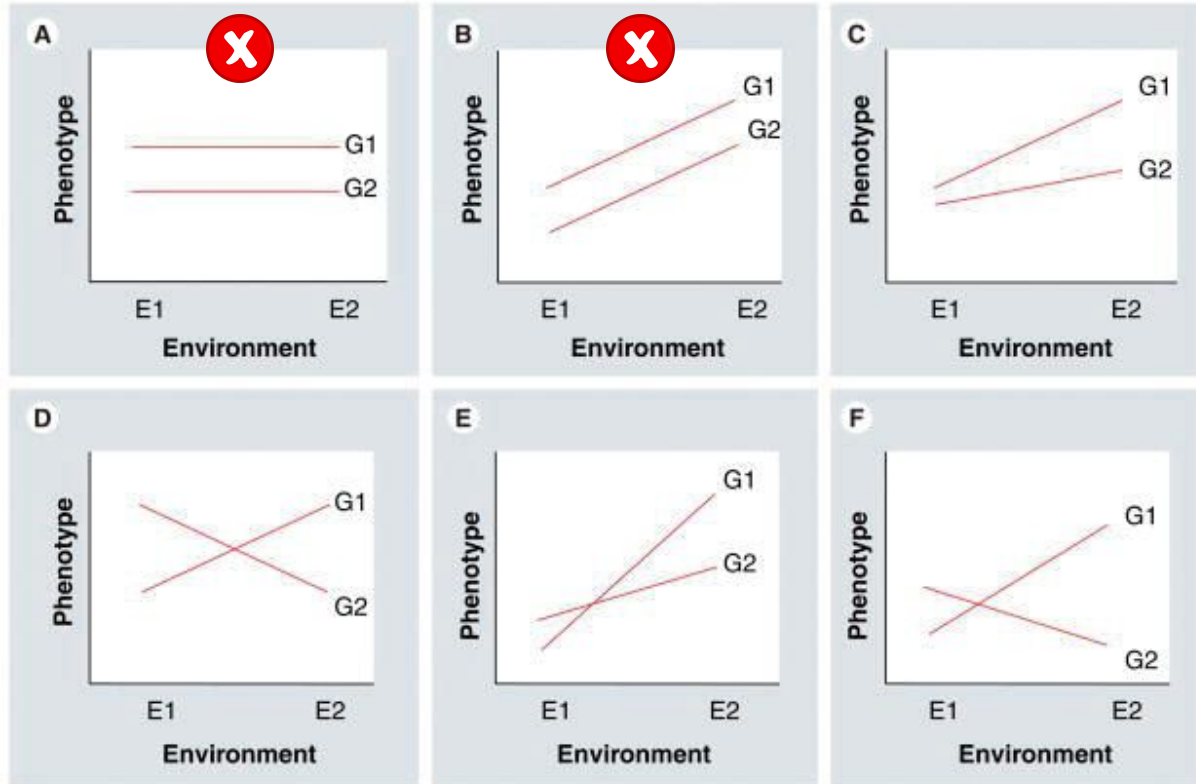 A
Phenotype
G1
G2
E1 E2
Environment
B
Phenotype
G1
G2
E1 E2
Environment
C
Phenotype
G1
G2
E1 E2
Environment
D
Phenotype
G1
G2
E1 E2
Environment
E
Phenotype
G1
G2
E1 E2
Environment
F
Phenotype
G1
G2
E1 E2
Environment